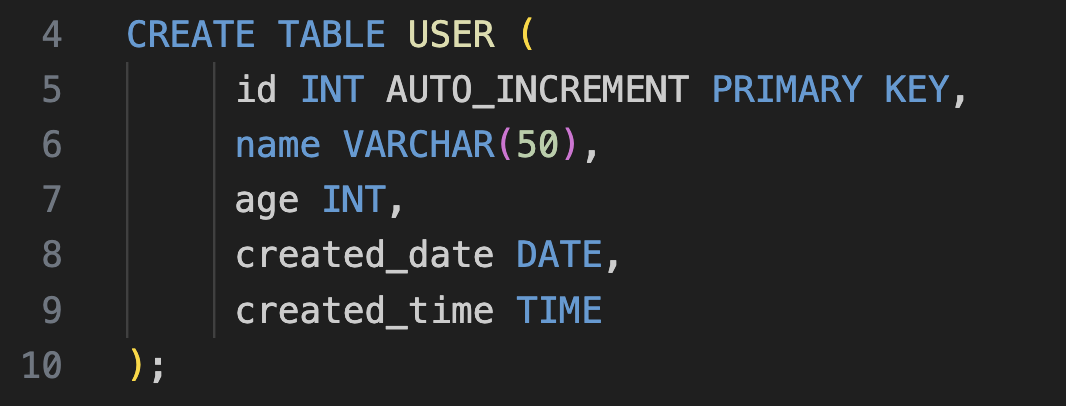 4 CREATE TABLE USER (
5 id INT AUTO_INCREMENT PRIMARY KEY,
6 name VARCHAR(50),
7 age INT,
8 created_date DATE,
9 created_time TIME
10 );